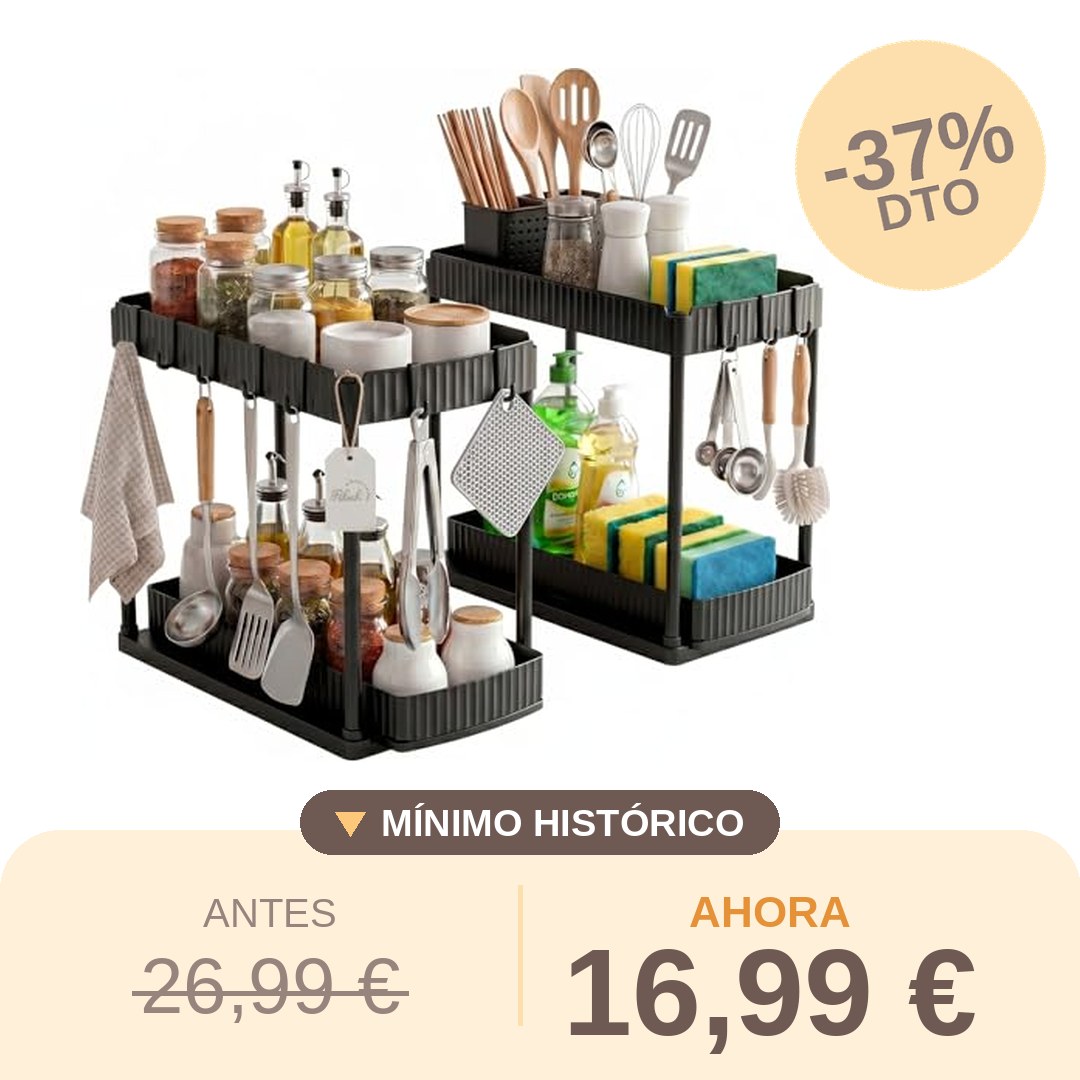 -37%
DTO
MÍNIMO HISTÓRICO
ANTES
26,99 €
AHORA
16,99 €